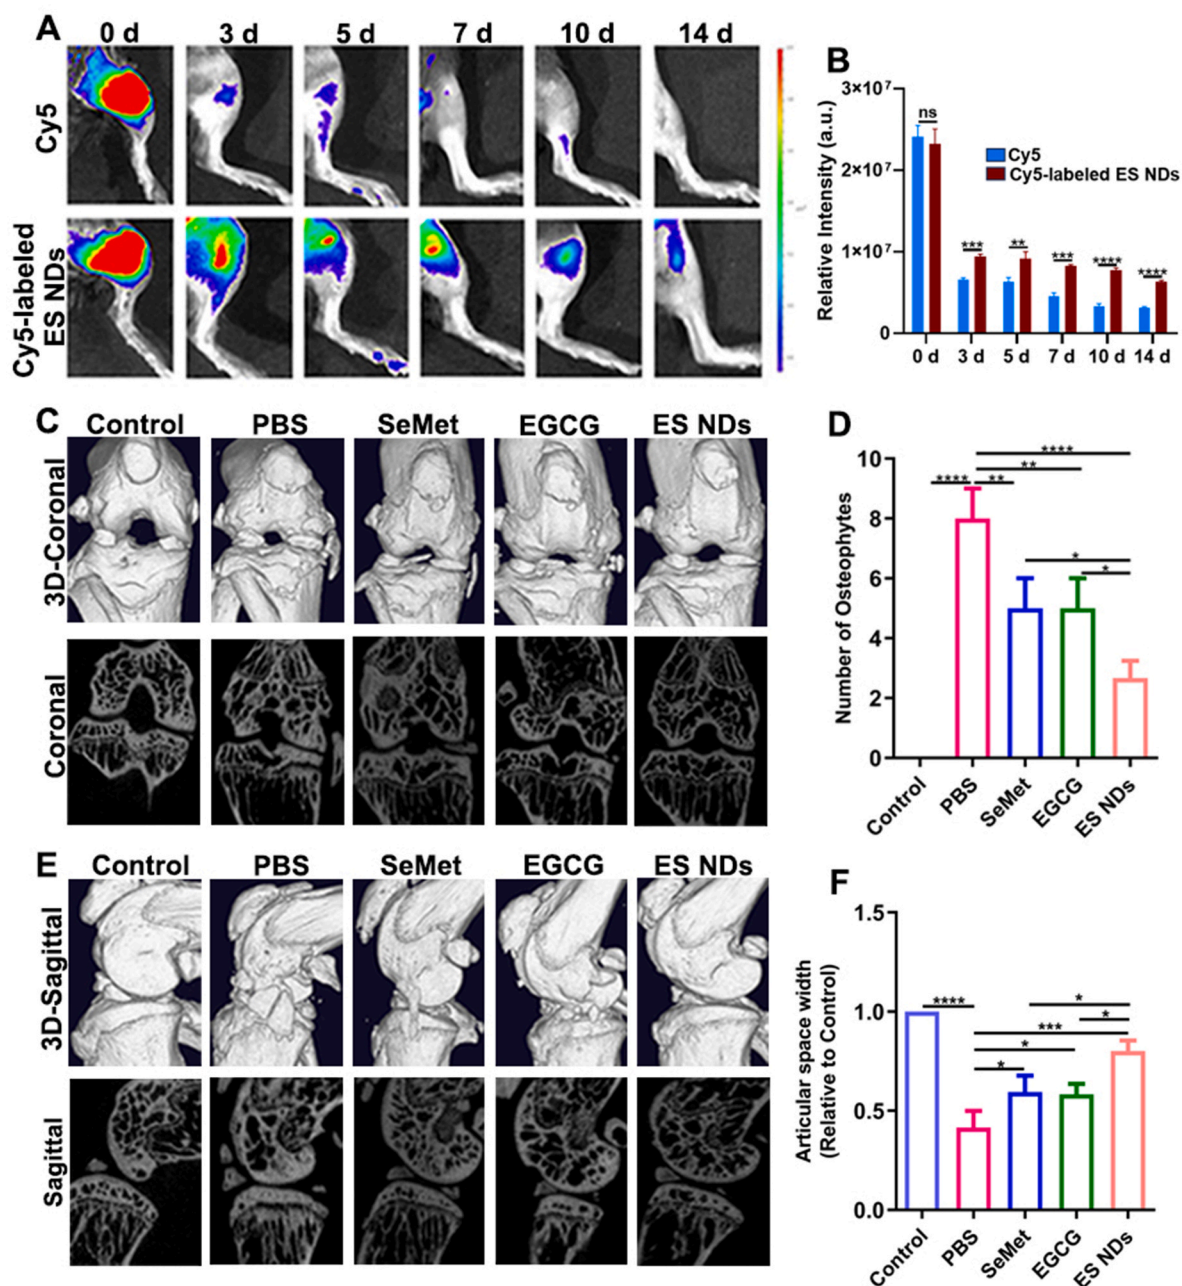 A
0 d 3 d 5 d 7 d 10 d 14 d
Cy5
Cy5-labeled
ES NDs
B
Relative Intensity (a.u.)
3×10⁷
2×10⁷
1×10⁷
0
ns
*** ** *** **** ****
Cy5
Cy5-labeled ES NDs
0 d 3 d 5 d 7 d 10 d 14 d
C
Control PBS SeMet EGCG ES NDs
3D-Coronal
Coronal
D
Number of Osteophytes
10
8
6
4
2
0
****
**
**** **
*
*
Control PBS SeMet EGCG ES NDs
E
Control PBS SeMet EGCG ES NDs
3D-Sagittal
Sagittal
F
Articular space width
(Relative to Control)
1.5
1.0
0.5
0.0
**** *
*
***
*
*
Control PBS SeMet EGCG ES NDs